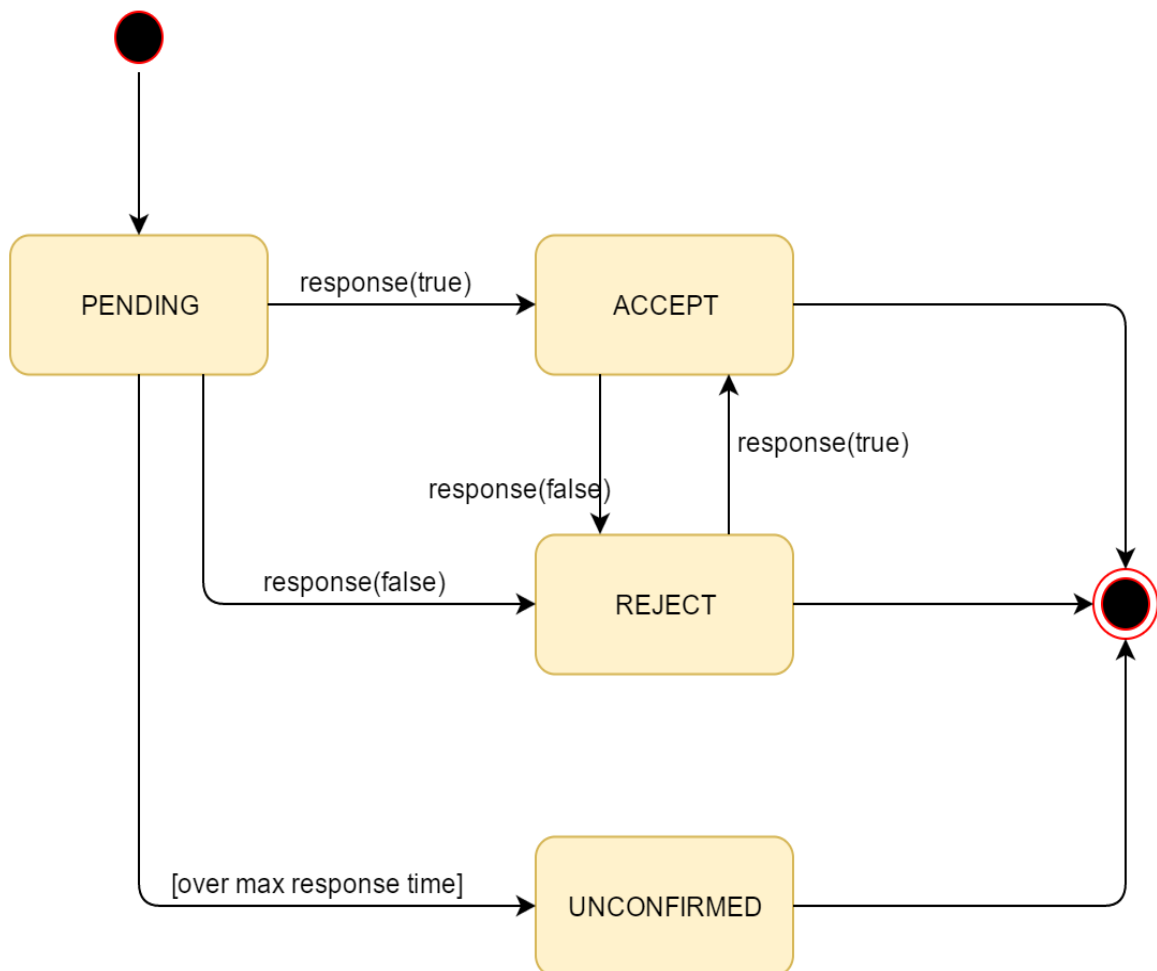 response(true)
PENDING
ACCEPT
response(true)
response(false)
response(false)
REJECT
[over max response time]
UNCONFIRMED